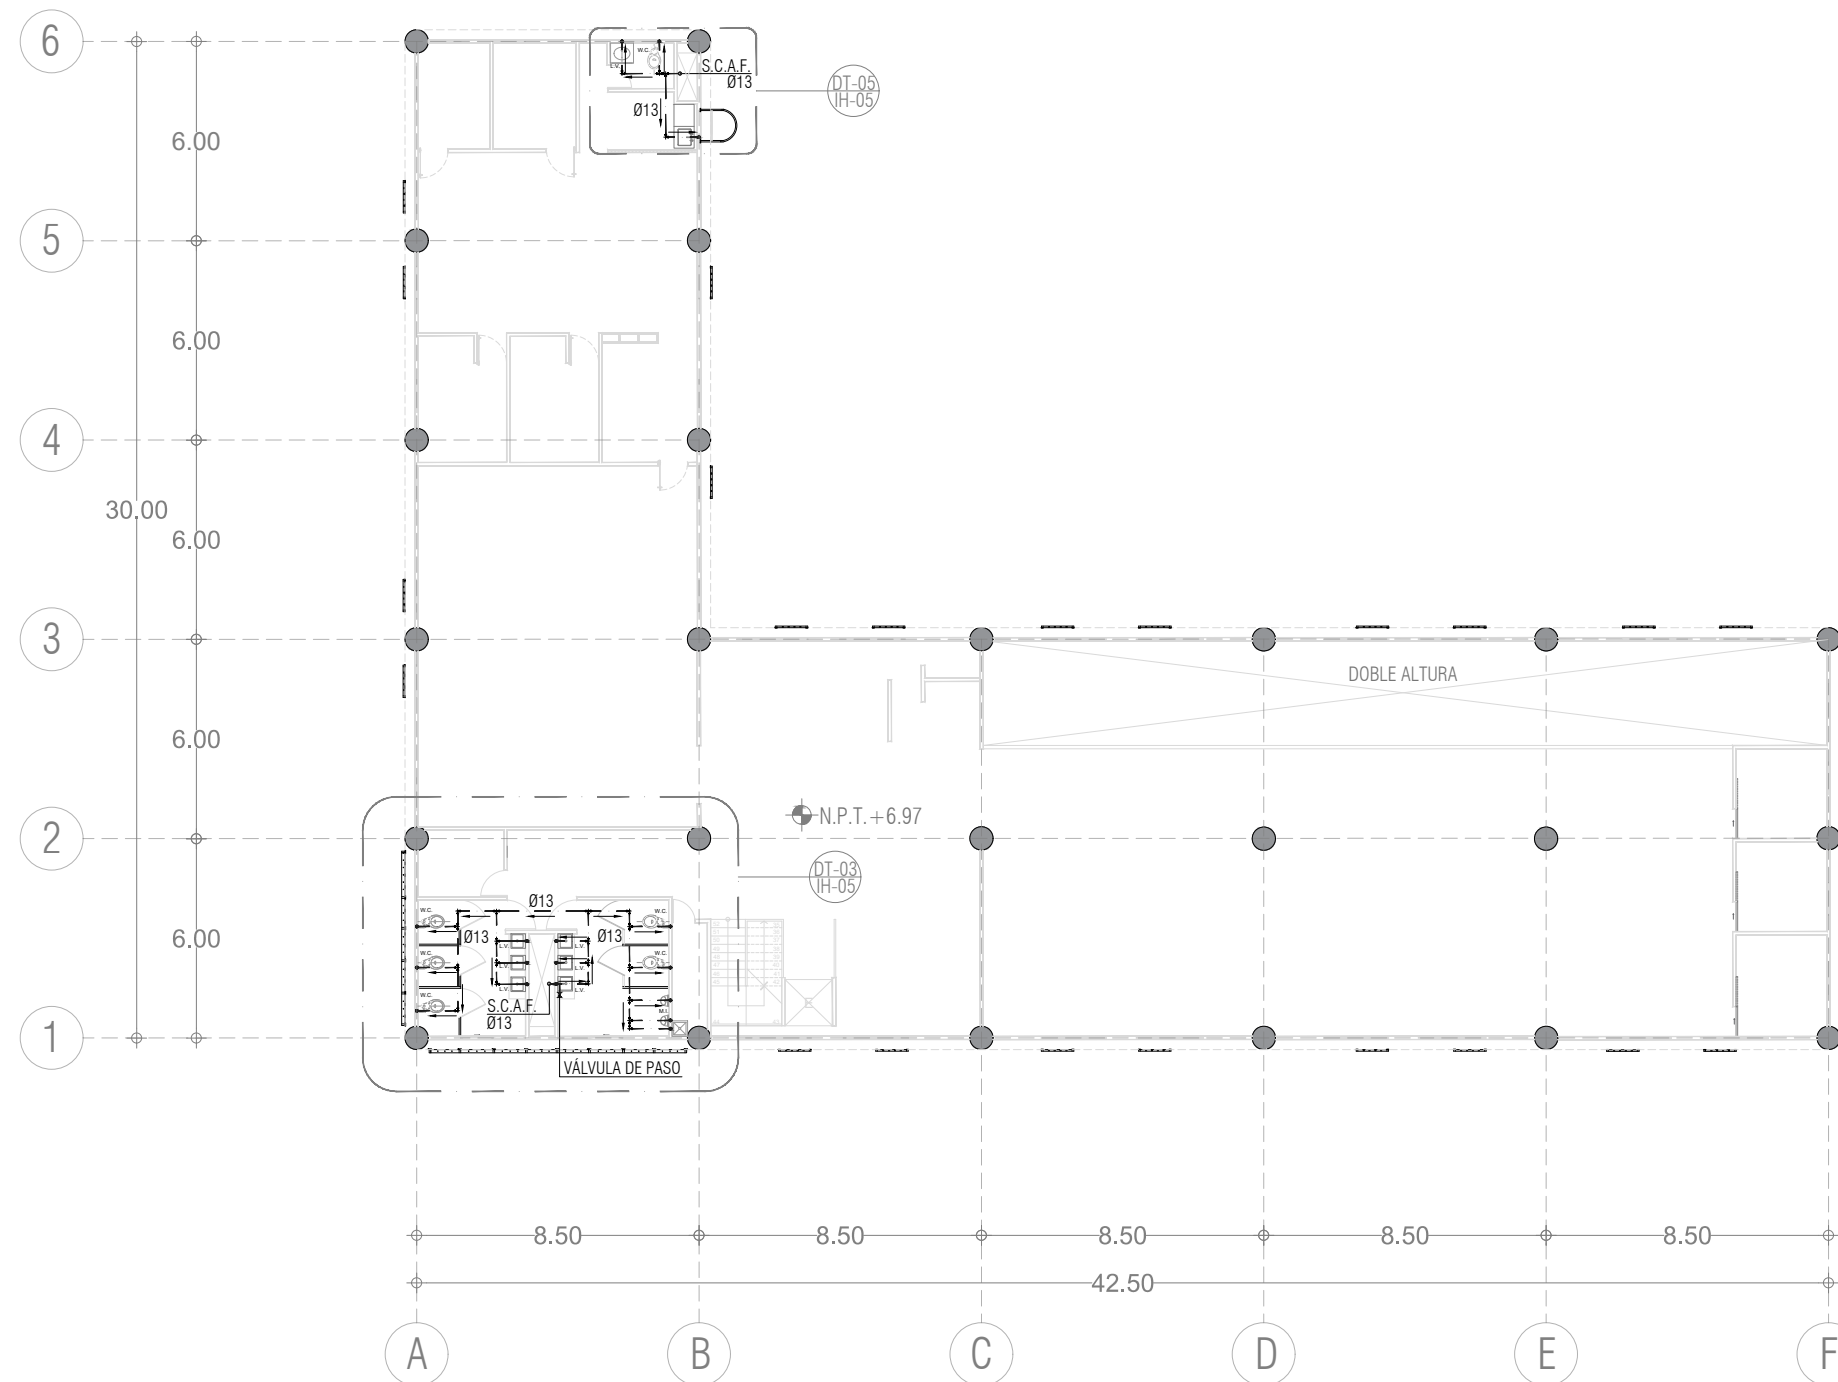 6
W.C.
L.V.
S.C.A.F.
Ø13
DT-05
IH-05
Ø13
6.00
5
6.00
4
30.00
6.00
3
DOBLE ALTURA
6.00
N.P.T.+6.97
2
DT-03
IH-05
Ø13
W.C.
W.C.
Ø13
Ø13
6.00
L.V.
L.V.
W.C.
W.C.
L.V.
L.V.
W.C.
L.V.
L.V.
S.C.A.F.
Ø13
M.I.
1
VÁLVULA DE PASO
8.50
8.50
8.50
8.50
8.50
42.50
A
B
C
D
E
F